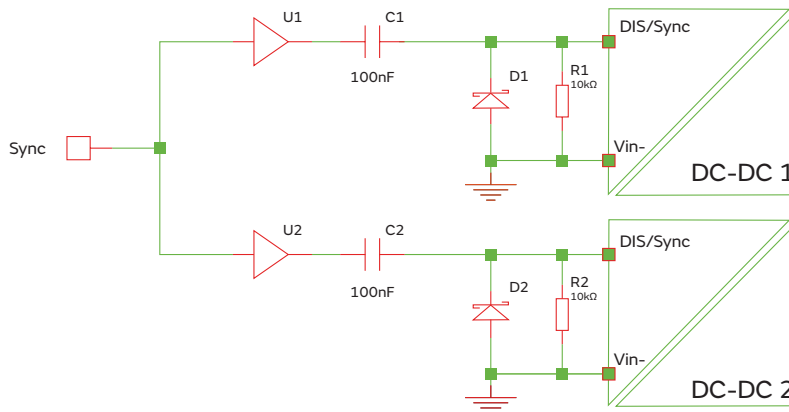 U1
C1
100nF
DIS/Sync
D1
R1
10kΩ
Vin-
DC-DC 1
Sync
U2
C2
100nF
DIS/Sync
D2
R2
10kΩ
Vin-
DC-DC 2